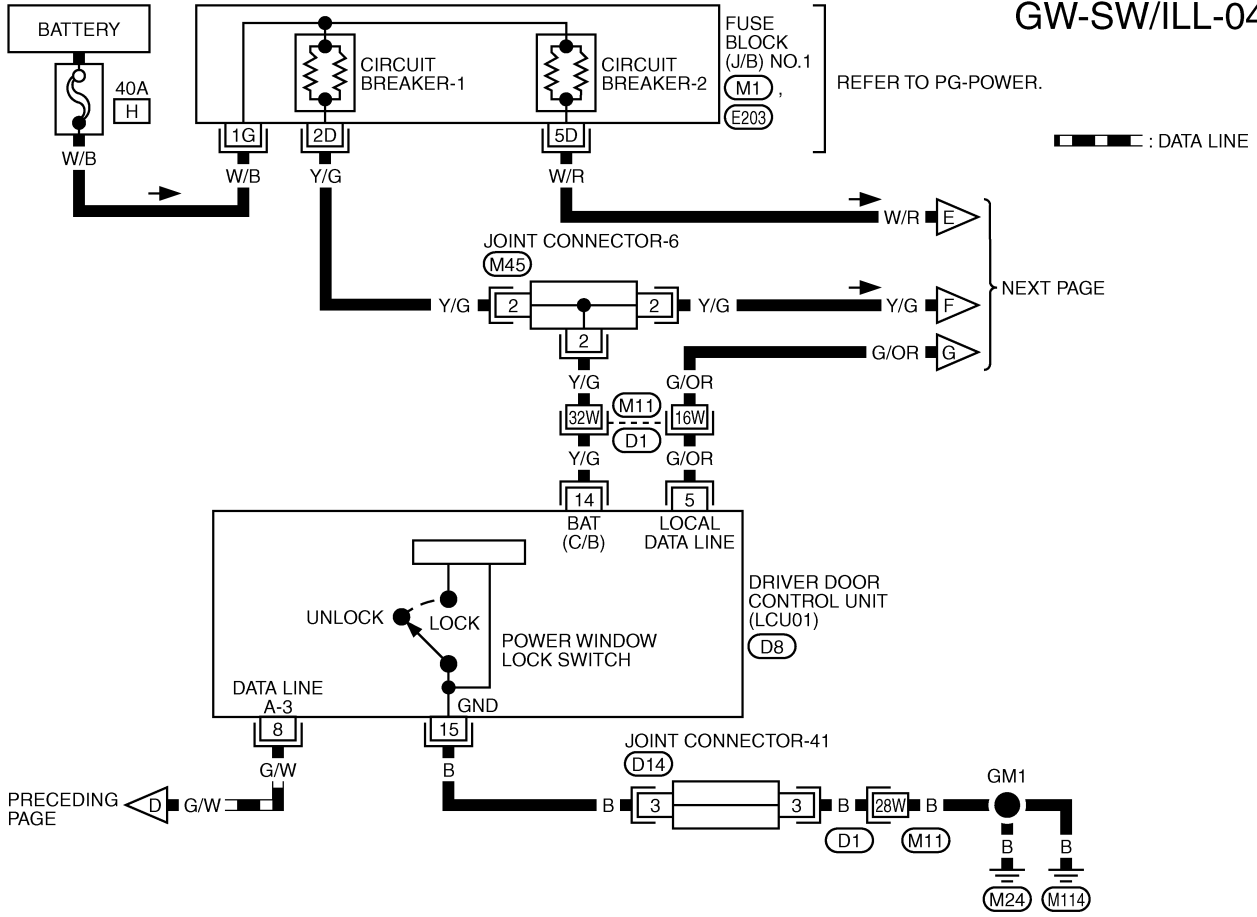 GW-SW/ILL-04
BATTERY
40A
H
W/B
FUSE
BLOCK
(J/B) NO.1
M1 ,
E203
REFER TO PG-POWER.
CIRCUIT
BREAKER-1
CIRCUIT
BREAKER-2
1G
2D
5D
: DATA LINE
W/B
Y/G
W/R
W/R
E
JOINT CONNECTOR-6
M45
Y/G
2
2
Y/G
Y/G
F
NEXT PAGE
2
G/OR
G
Y/G
G/OR
32W
M11
16W
D1
Y/G
G/OR
14
5
BAT
(C/B)
LOCAL
DATA LINE
DRIVER DOOR
CONTROL UNIT
(LCU01)
D8
UNLOCK
LOCK
POWER WINDOW
LOCK SWITCH
DATA LINE
A-3
GND
8
15
G/W
B
JOINT CONNECTOR-41
D14
PRECEDING
PAGE
D
G/W
B
3
3
B
28W
B
GM1
D1
M11
B
B
M24
M114